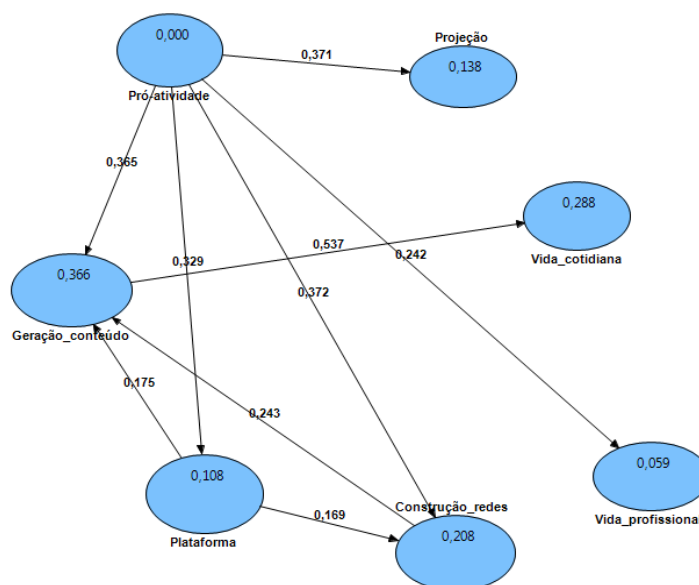 0,000
Pró-atividade
0,371
Projeção
0,138
0,365
0,288
Vida_cotidiana
0,537
0,242
0,329
0,366
Geração_conteúdo
0,372
0,175
0,243
0,108
Plataforma
0,169
Construção_redes
0,208
0,059
Vida_profissional